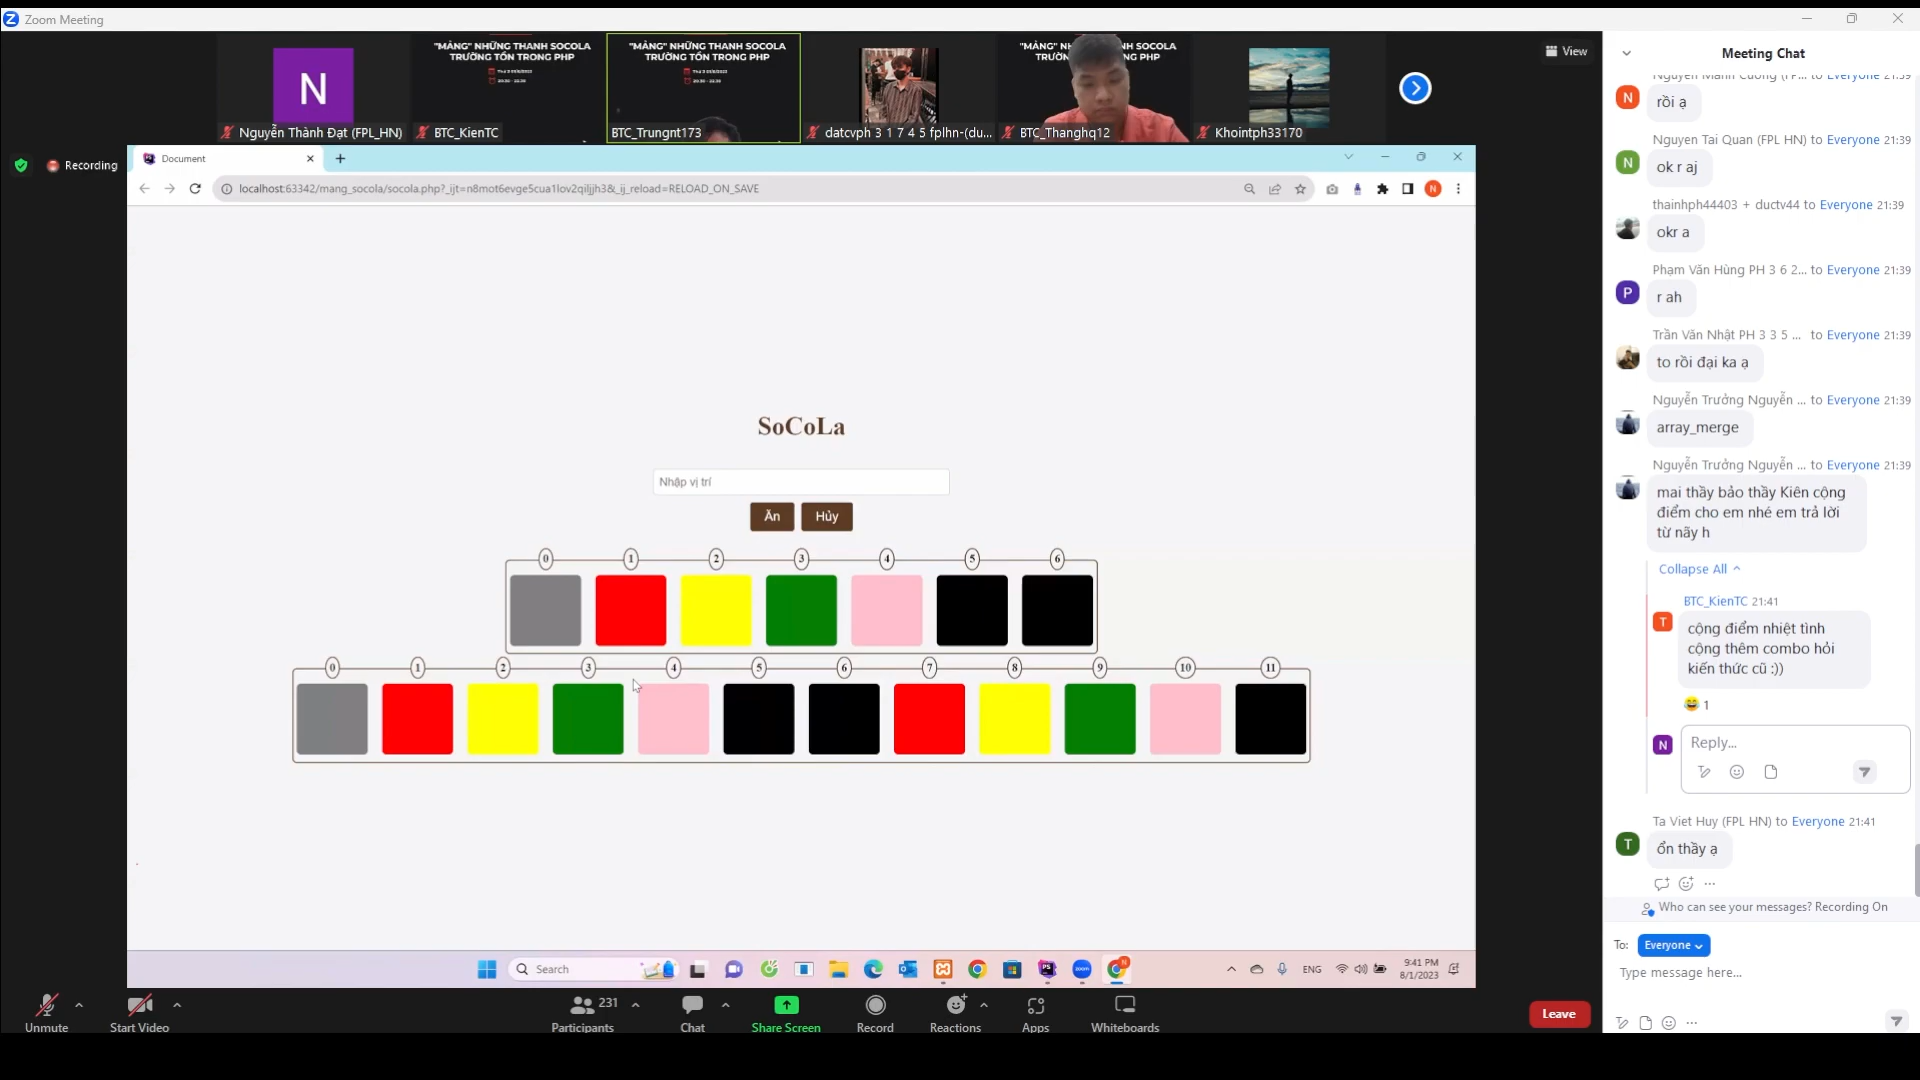 Zoom Meeting
"MẢNG" NHỮNG THANH SOCOLA
TRƯỜNG TỒN TRONG PHP
"MẢNG" NHỮNG THANH SOCOLA
TRƯỜNG TỒN TRONG PHP
N
Nguyễn Thành Đạt (FPL_HN)
BTC_KienTC
BTC_Trungnt173
datcvph 3 1 7 4 5 fplhn-(du...
BTC_Thanghq12
Khointph33170
View
Recording
Document
localhost:63342/mang_socola/socola.php?_ijt=n8mot6evge5cua1lov2qiljjh3&_ij_reload=RELOAD_ON_SAVE
N
SoCoLa
Nhập vị trí
Ăn Hủy
0 1 2 3 4 5 6
0 1 2 3 4 5 6 7 8 9 10 11
Search
zoom
ENG
9:41 PM
8/1/2023
Unmute
Start Video
231
Participants
Chat
Share Screen
Record
Reactions
Apps
Whiteboards
Leave
Meeting Chat
to Everyone 21:39
N
rồi ạ
Nguyen Tai Quan (FPL HN) to Everyone 21:39
N
ok r aj
thainhph44403 + ductv44 to Everyone 21:39
okr a
Phạm Văn Hùng PH 3 6 2... to Everyone 21:39
P
r ah
Trần Văn Nhật PH 3 3 5 ... to Everyone 21:39
to rồi đại ka ạ
Nguyễn Trưởng Nguyễn ... to Everyone 21:39
array_merge
Nguyễn Trưởng Nguyễn ... to Everyone 21:39
mai thầy bảo thầy Kiên cộng
điểm cho em nhé em trả lời
từ nãy h
Collapse All
BTC_KienTC 21:41
T
cộng điểm nhiệt tình
cộng thêm combo hỏi
kiến thức cũ :))
1
N
Reply...
Ta Viet Huy (FPL HN) to Everyone 21:41
T
ổn thầy ạ
Who can see your messages? Recording On
To: Everyone
Type message here...